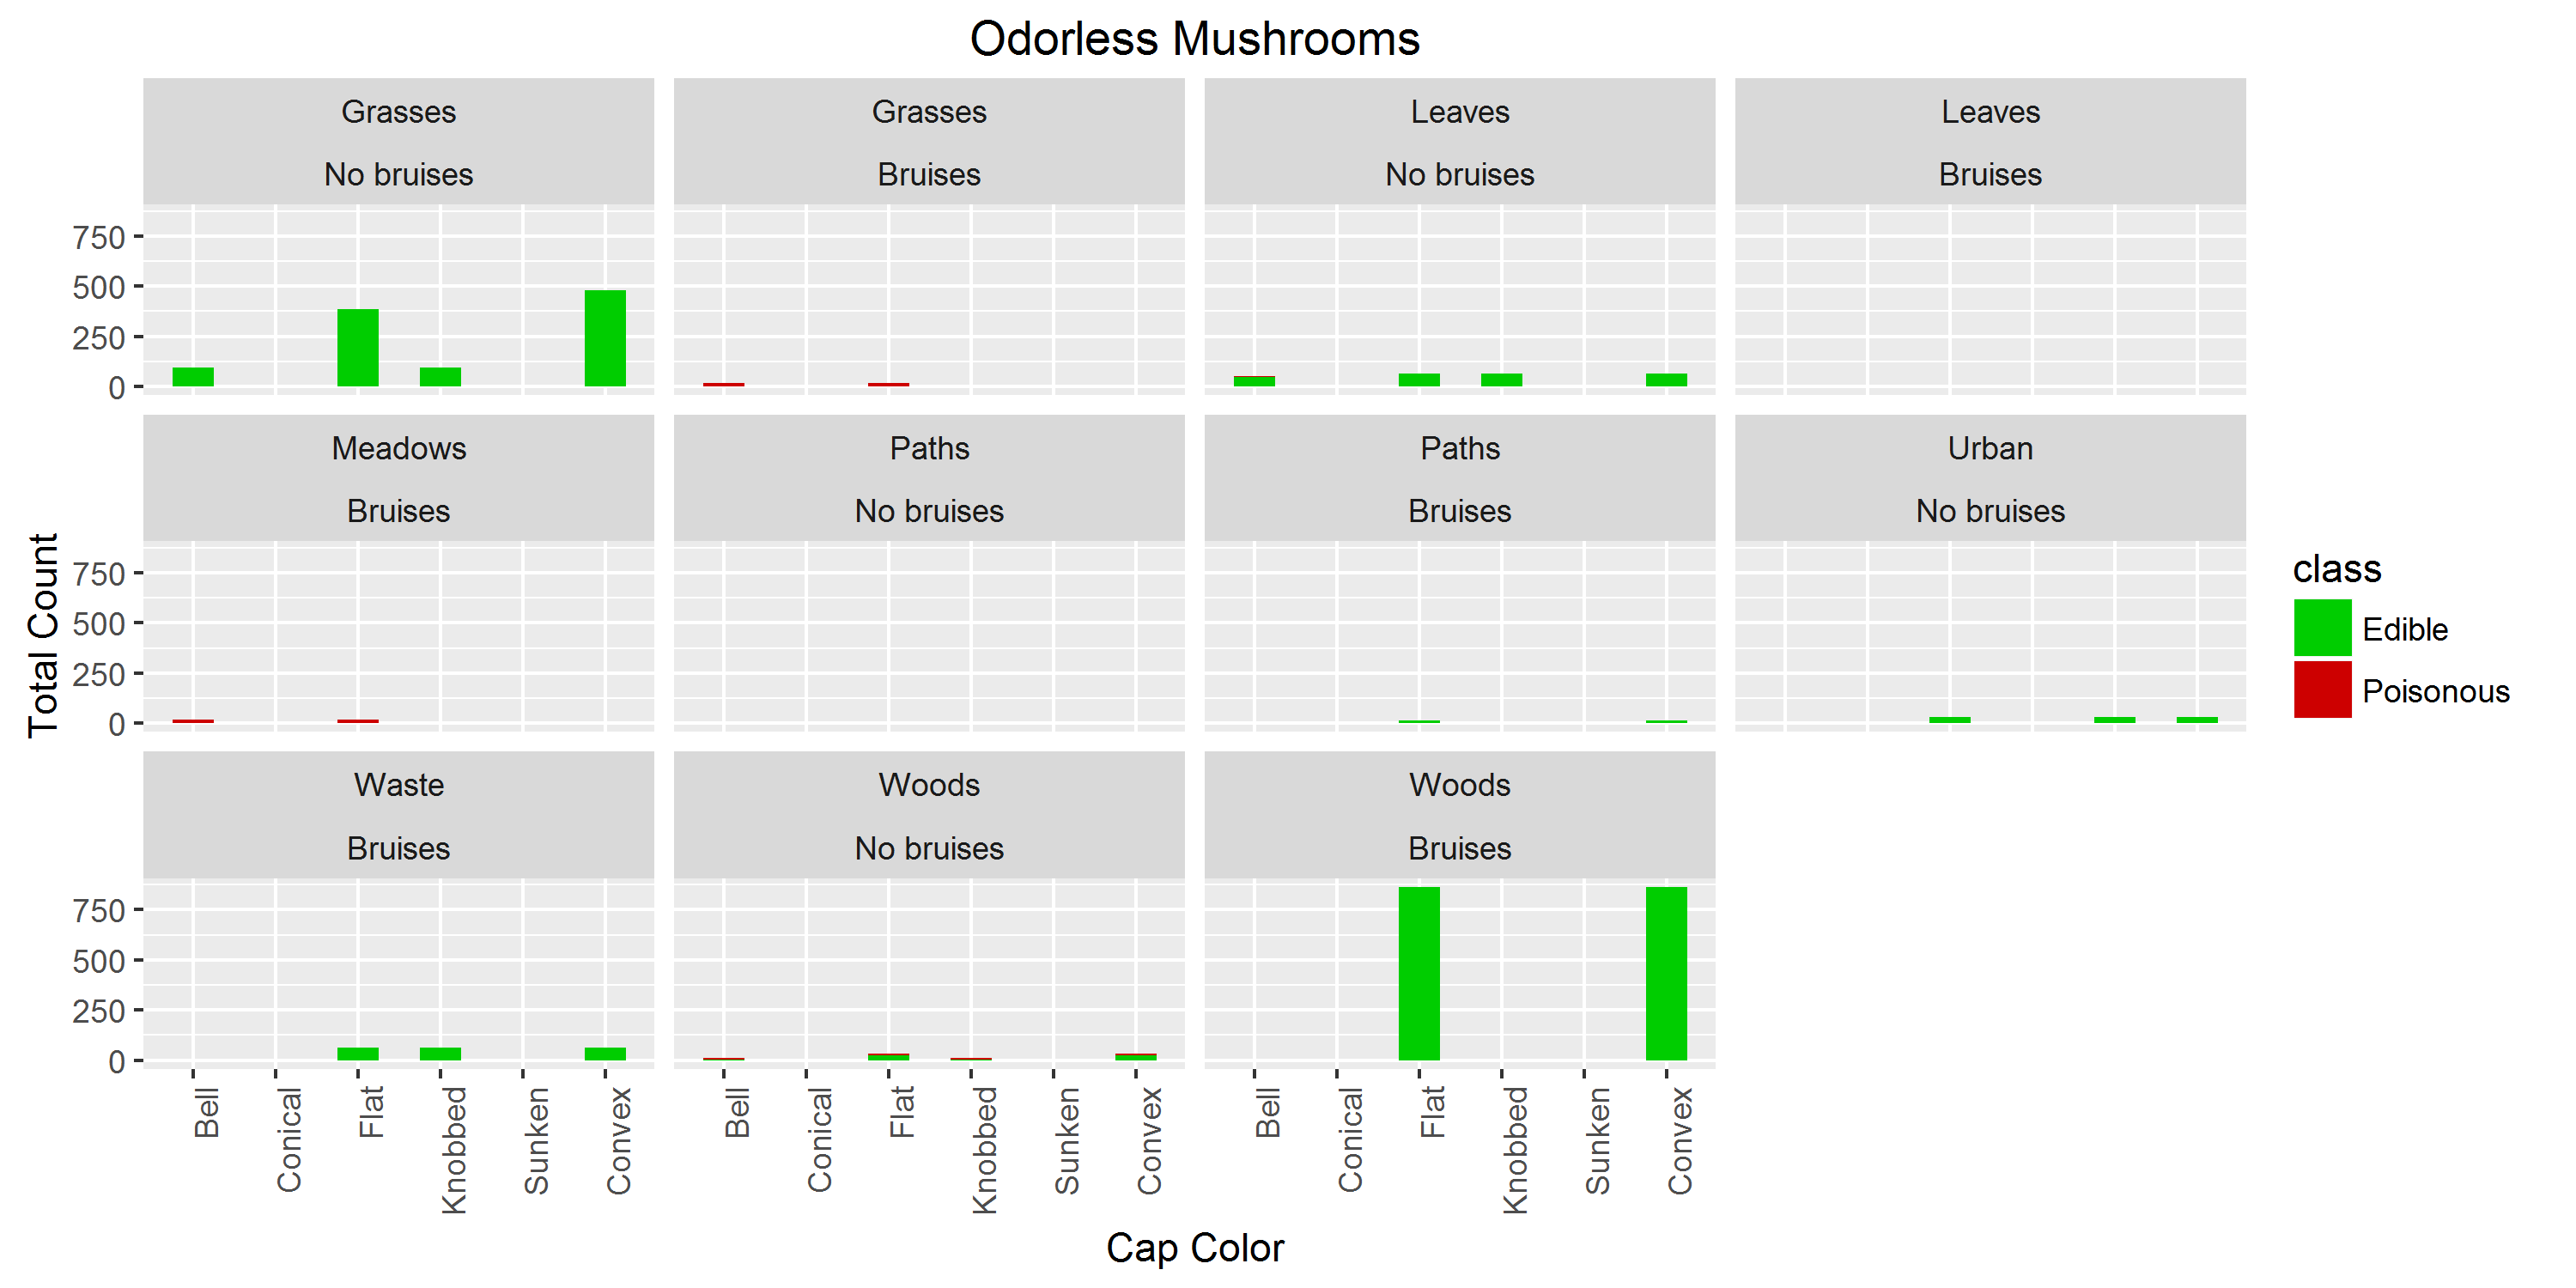 Odorless Mushrooms
Grasses
No bruises
Grasses
Bruises
Leaves
No bruises
Leaves
Bruises
750
500
250
0
Meadows
Bruises
Paths
No bruises
Paths
Bruises
Urban
No bruises
750
500
250
0
Waste
Bruises
Woods
No bruises
Woods
Bruises
750
500
250
0
Bell
Conical
Flat
Knobbed
Sunken
Convex
Bell
Conical
Flat
Knobbed
Sunken
Convex
Bell
Conical
Flat
Knobbed
Sunken
Convex
Total Count
Cap Color
class
Edible
Poisonous